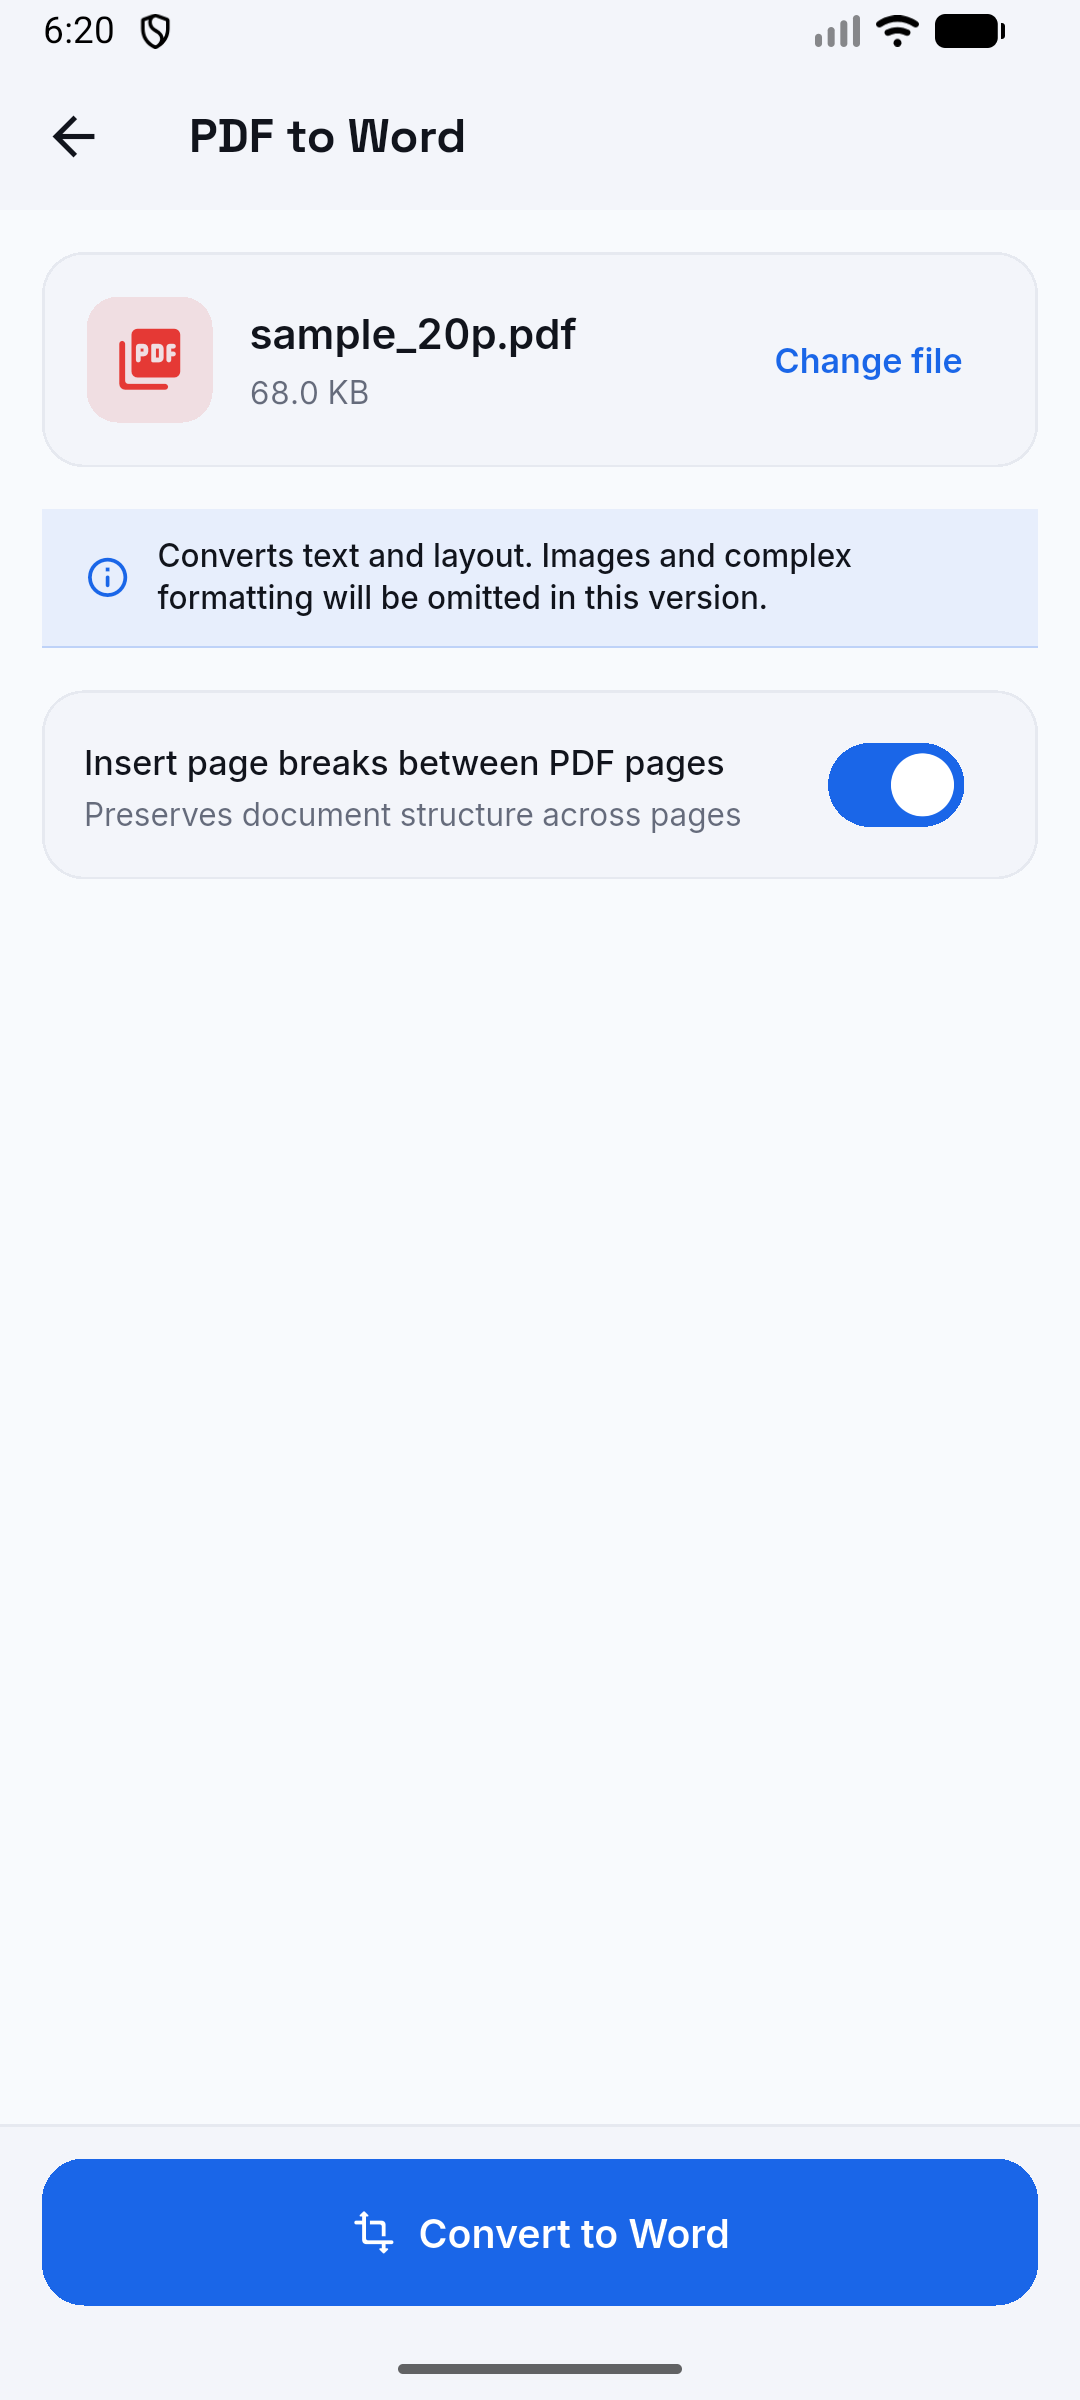 6:20
PDF to Word
PDF
sample_20p.pdf
68.0 KB
Change file
Converts text and layout. Images and complex
formatting will be omitted in this version.
Insert page breaks between PDF pages
Preserves document structure across pages
Convert to Word